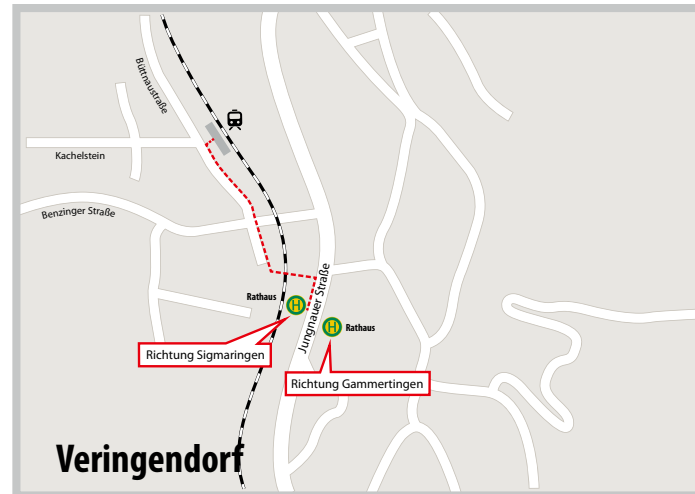 Büttnaustraße
Kachelstein
Benzinger Straße
Rathaus
H
Jungnauer Straße
H
Rathaus
Richtung Sigmaringen
Richtung Gammertingen
Veringendorf